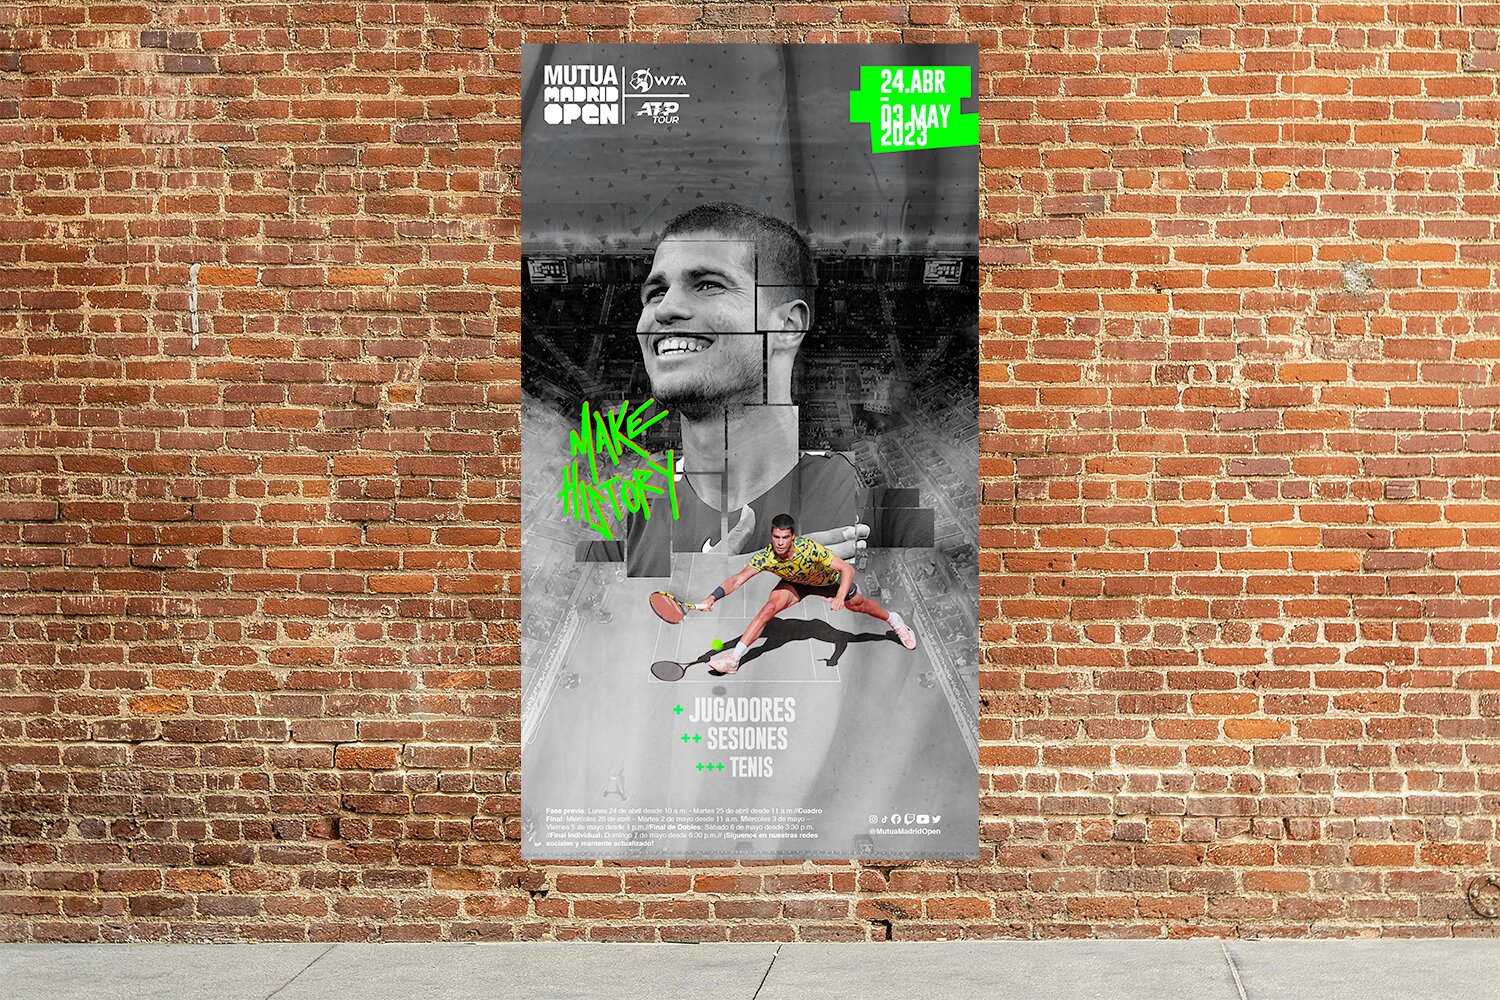 MUTUA
MADRID
OPEN
WTA
ATP
TOUR
24.ABR
-
03.MAY
2023
MAKE
HISTORY
+ JUGADORES
++ SESIONES
+++ TENIS
Fase previa: Lunes 24 de abril desde 10 a.m. - Martes 25 de abril desde 11 a.m.//Cuadro
Final: Miércoles 26 de abril – Martes 2 de mayo desde 11 a.m. Miércoles 3 de mayo –
Viernes 5 de mayo desde 1 p.m.//Final de Dobles: Sábado 6 de mayo desde 3:30 p.m.
//Final Individual: Domingo 7 de mayo desde 6:30 p.m.// ¡Síguenos en nuestras redes
sociales y mantente actualizado!
@MutuaMadridOpen